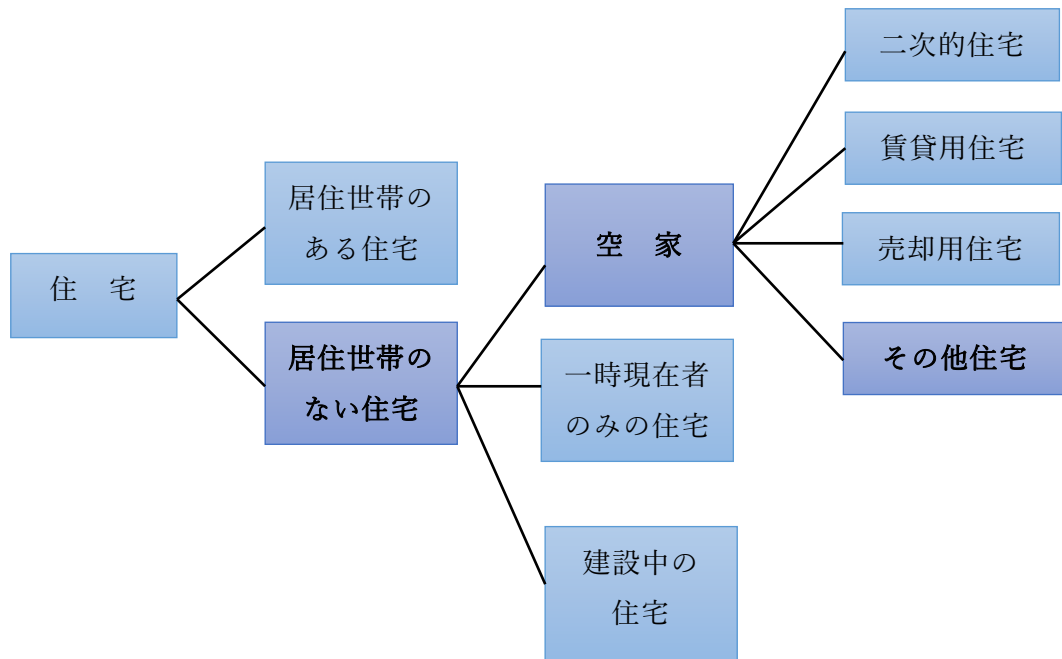 住　宅
居住世帯の
ある住宅
居住世帯の
ない住宅
空　家
一時現在者
のみの住宅
建設中の
住宅
二次的住宅
賃貸用住宅
売却用住宅
その他住宅